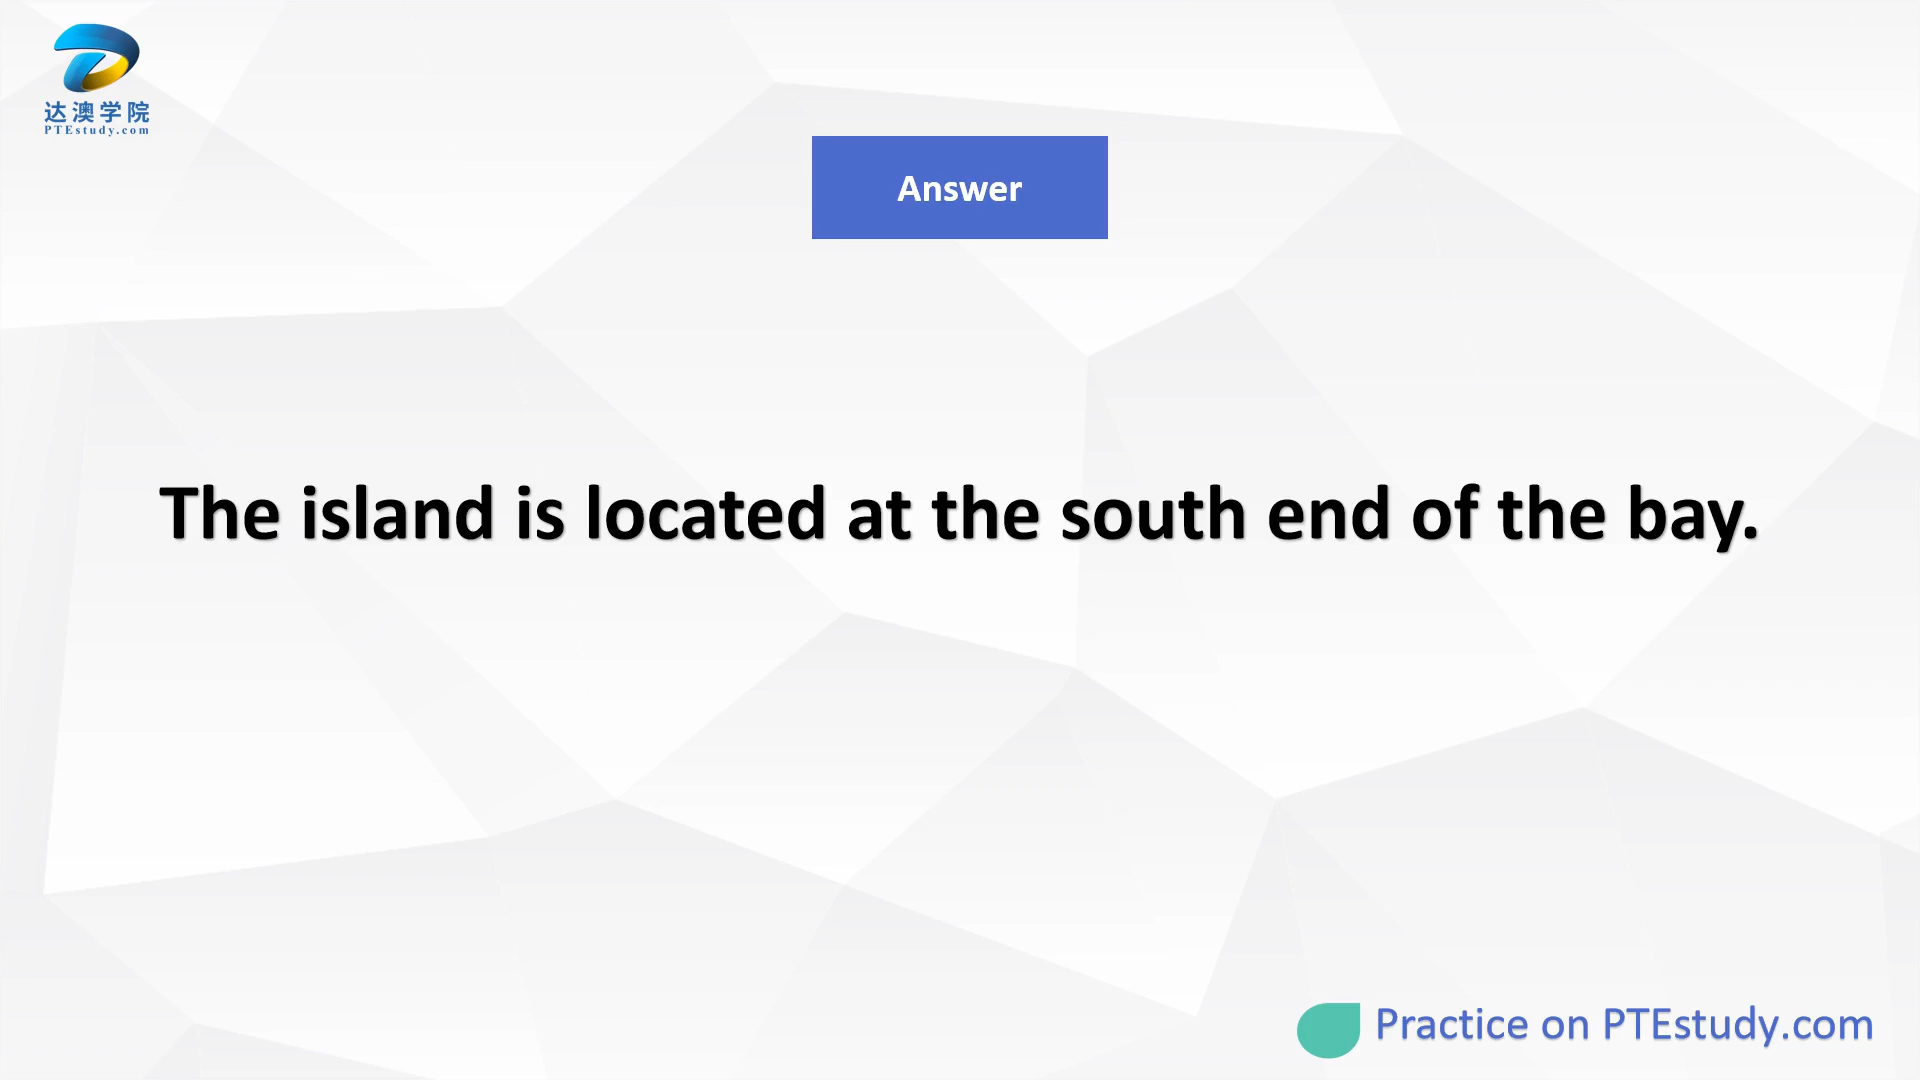 达澳学院
PTEstudy.com
Answer
The island is located at the south end of the bay.
Practice on PTEstudy.com